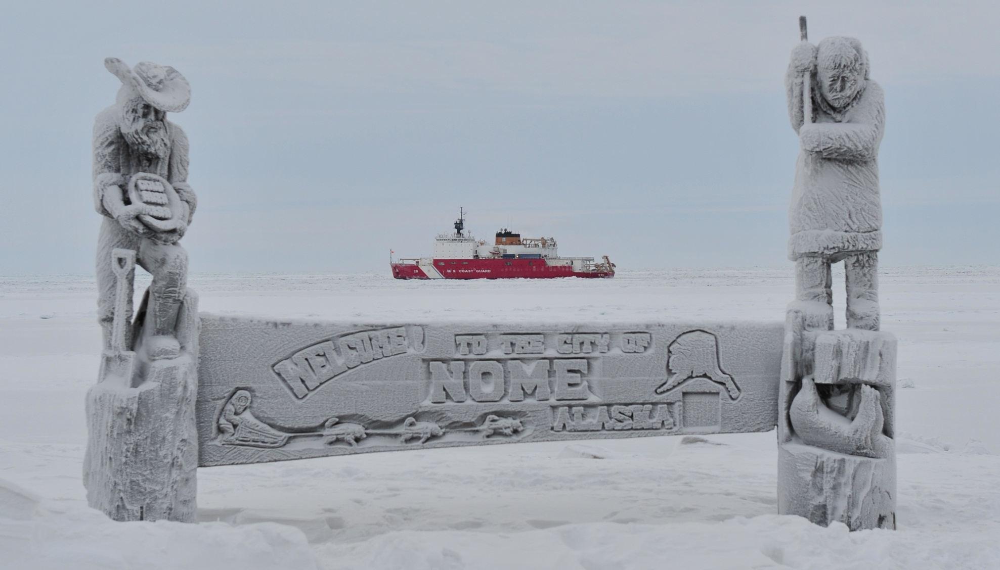 20 U.S. COAST GUARD 20
WELCOME! TO THE CITY OF
NOME
ALASKA